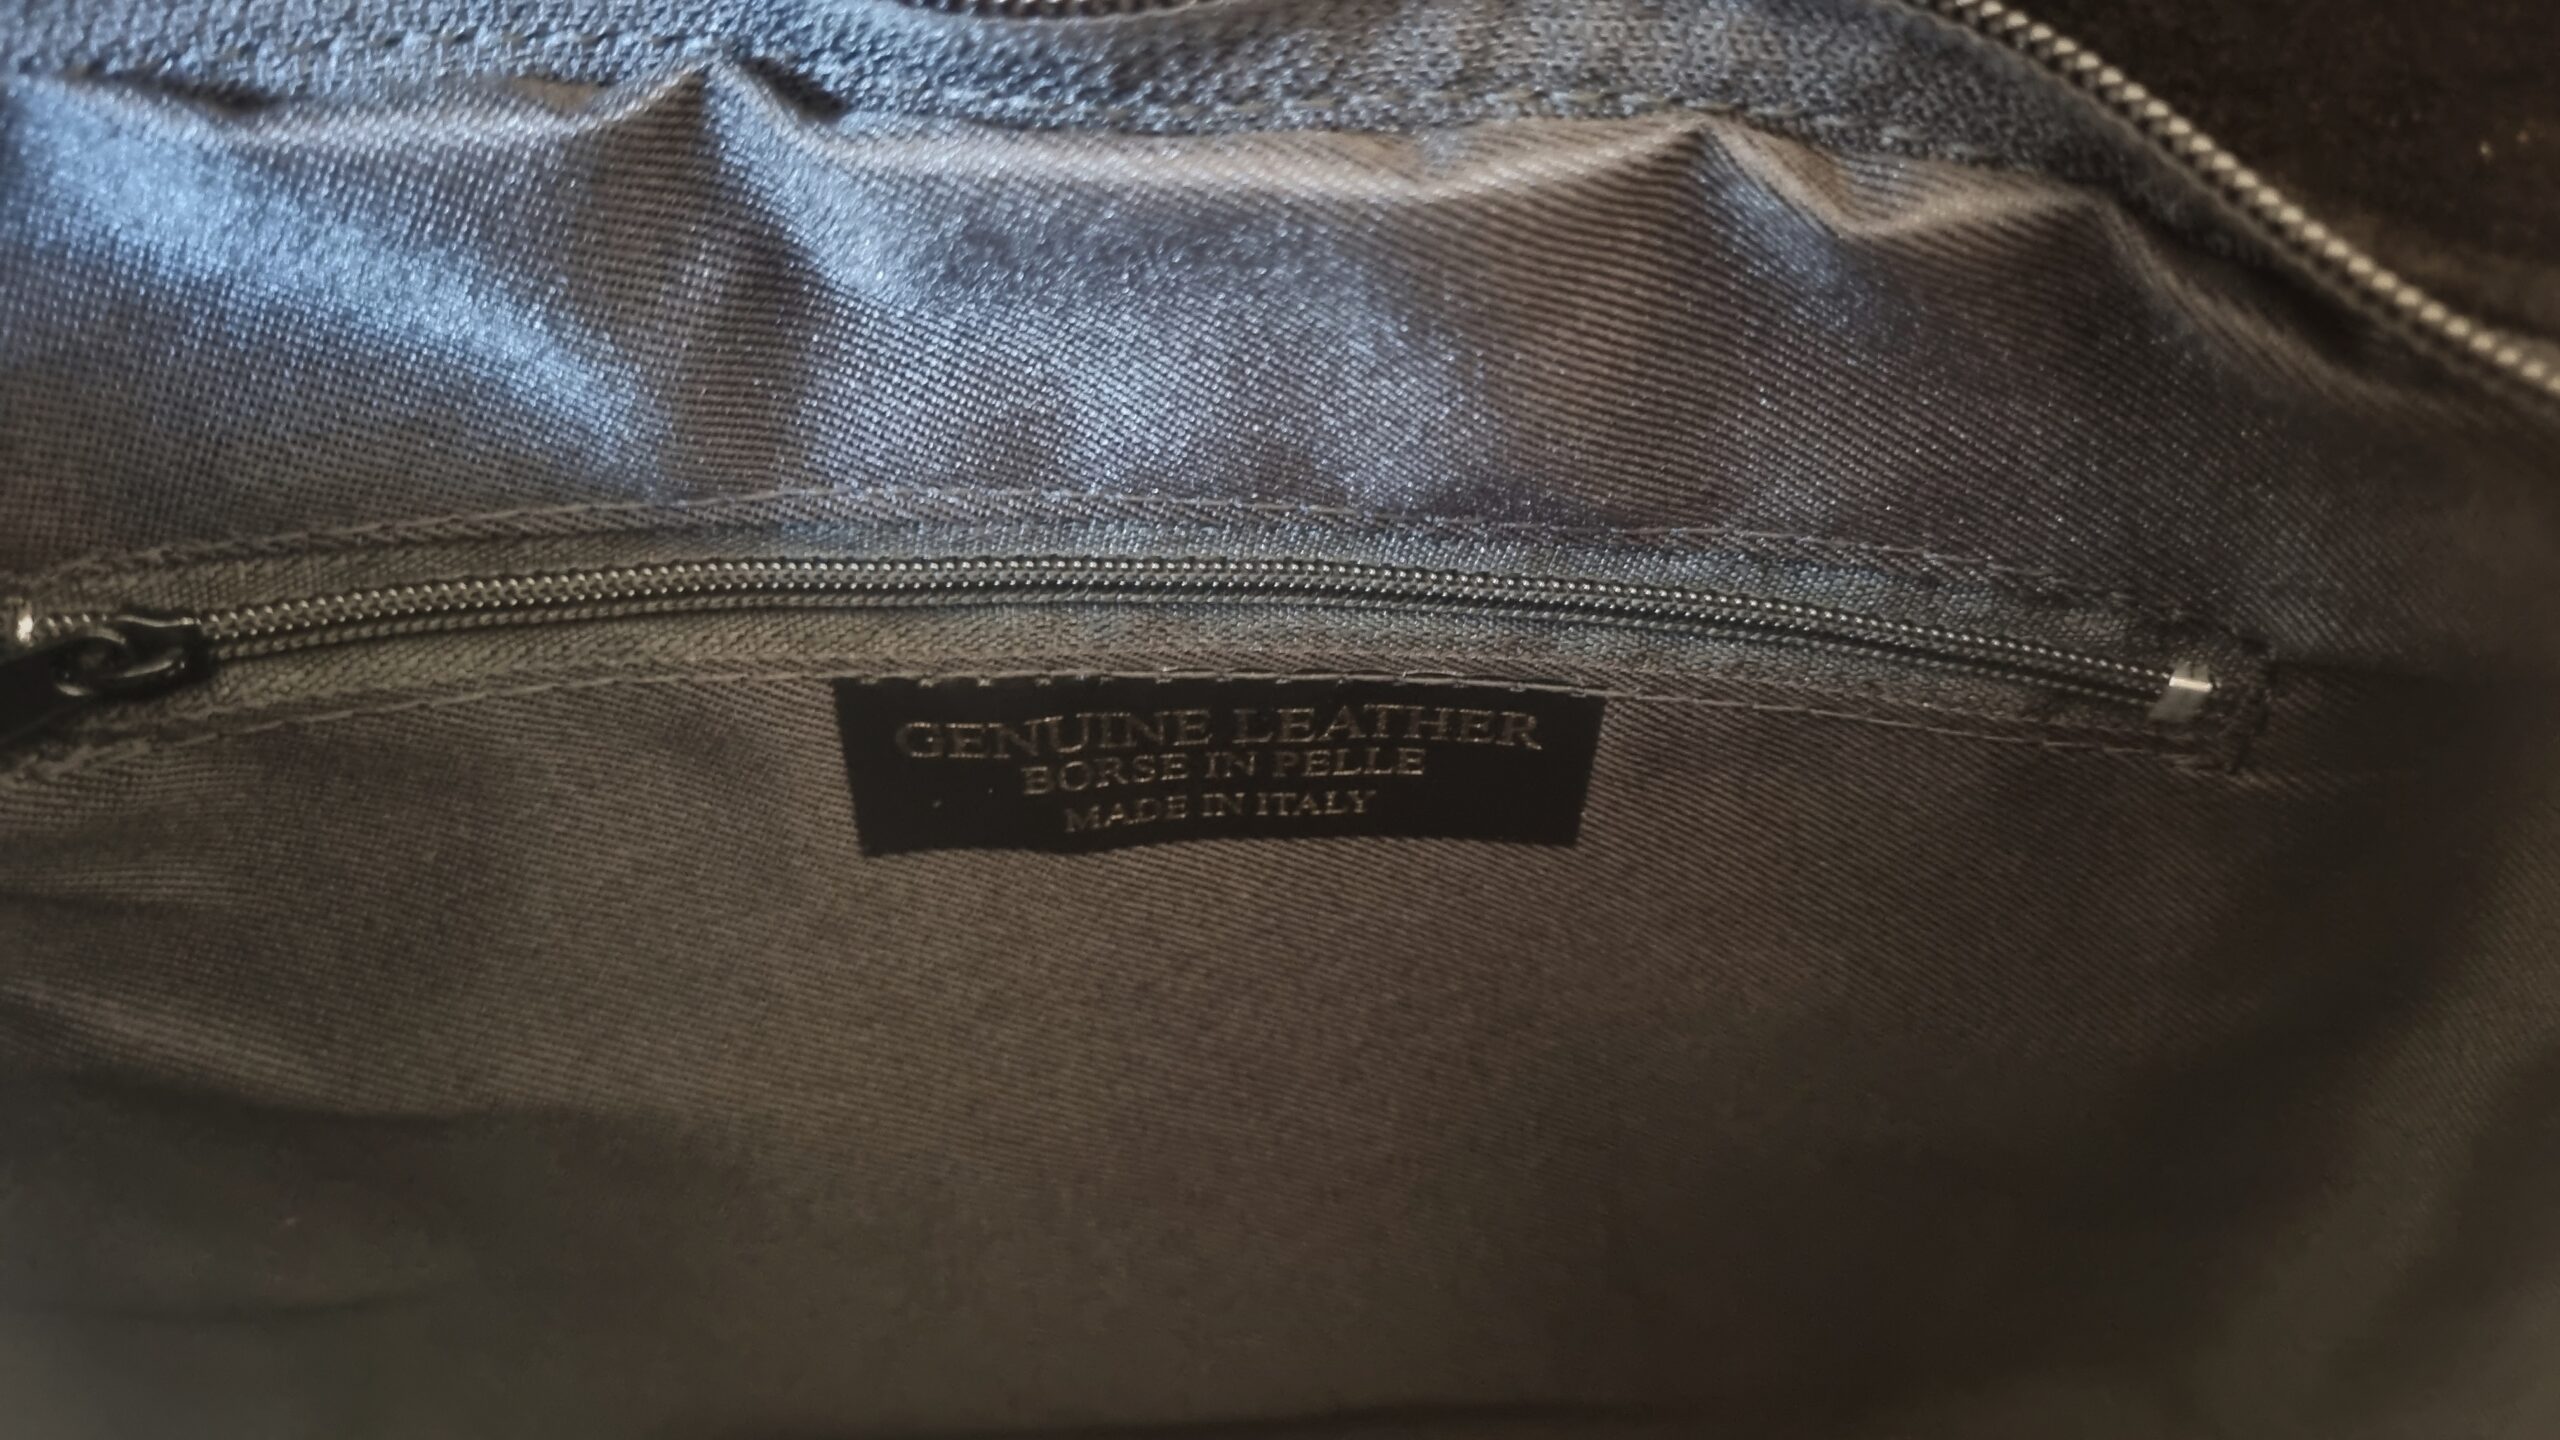 GENUINE LEATHER
BORSE IN PELLE
MADE IN ITALY